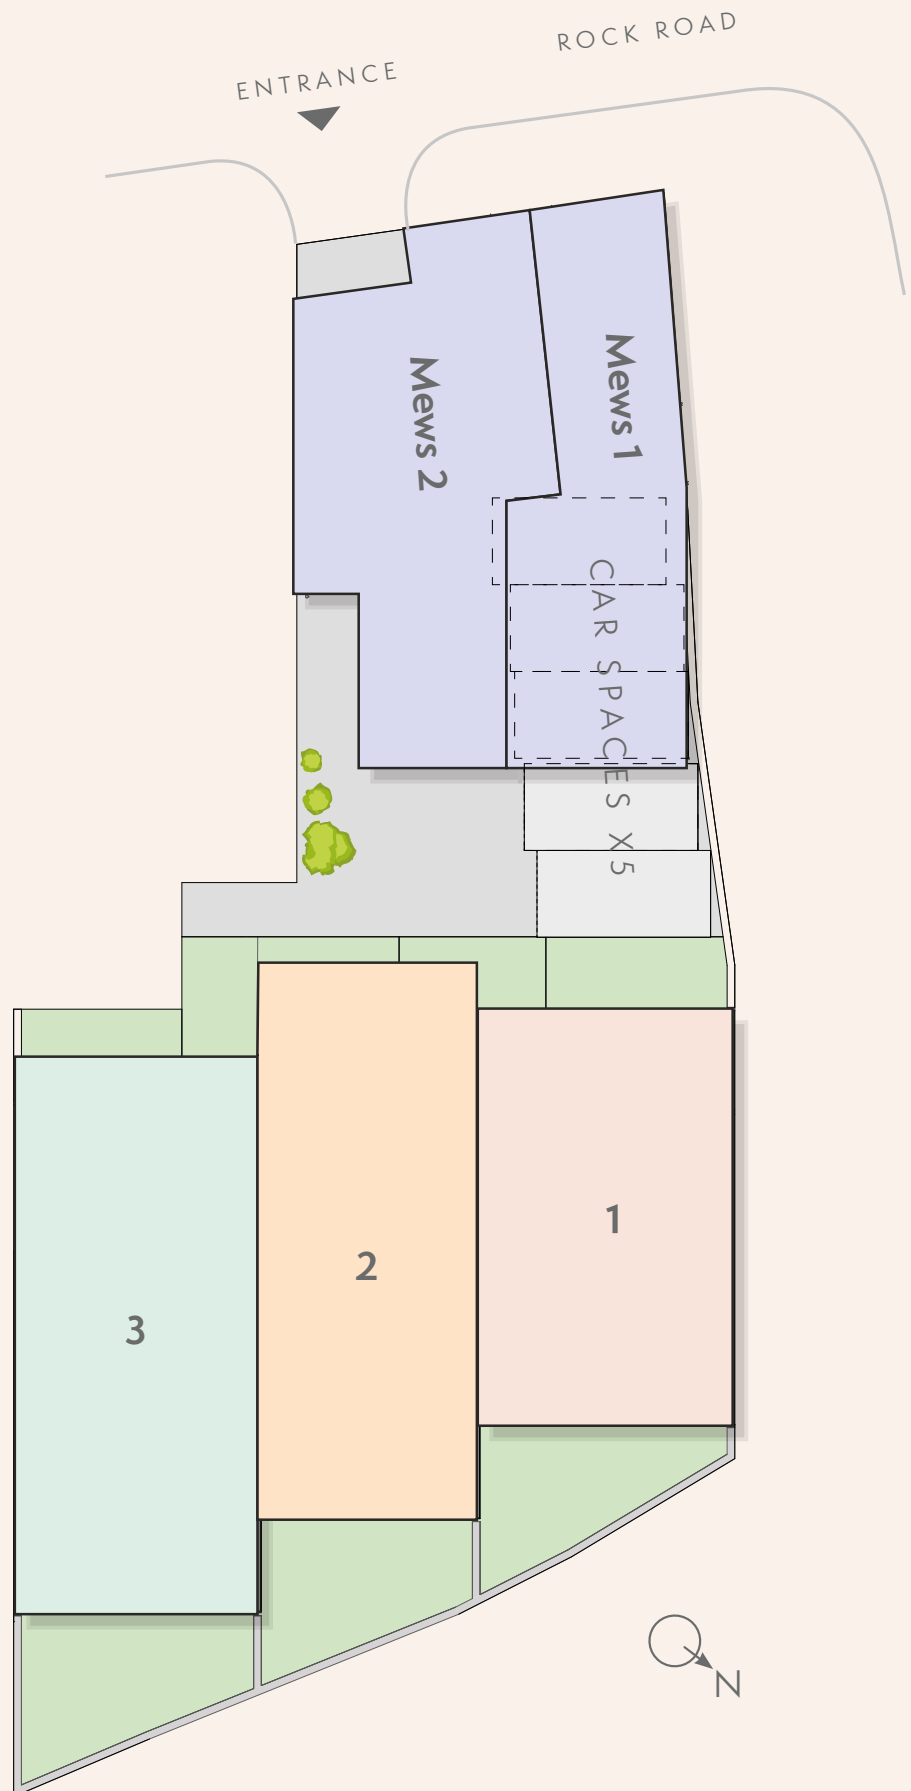 ROCK ROAD
ENTRANCE
Mews 1
Mews 2
CAR SPACES X5
1
2
3
N